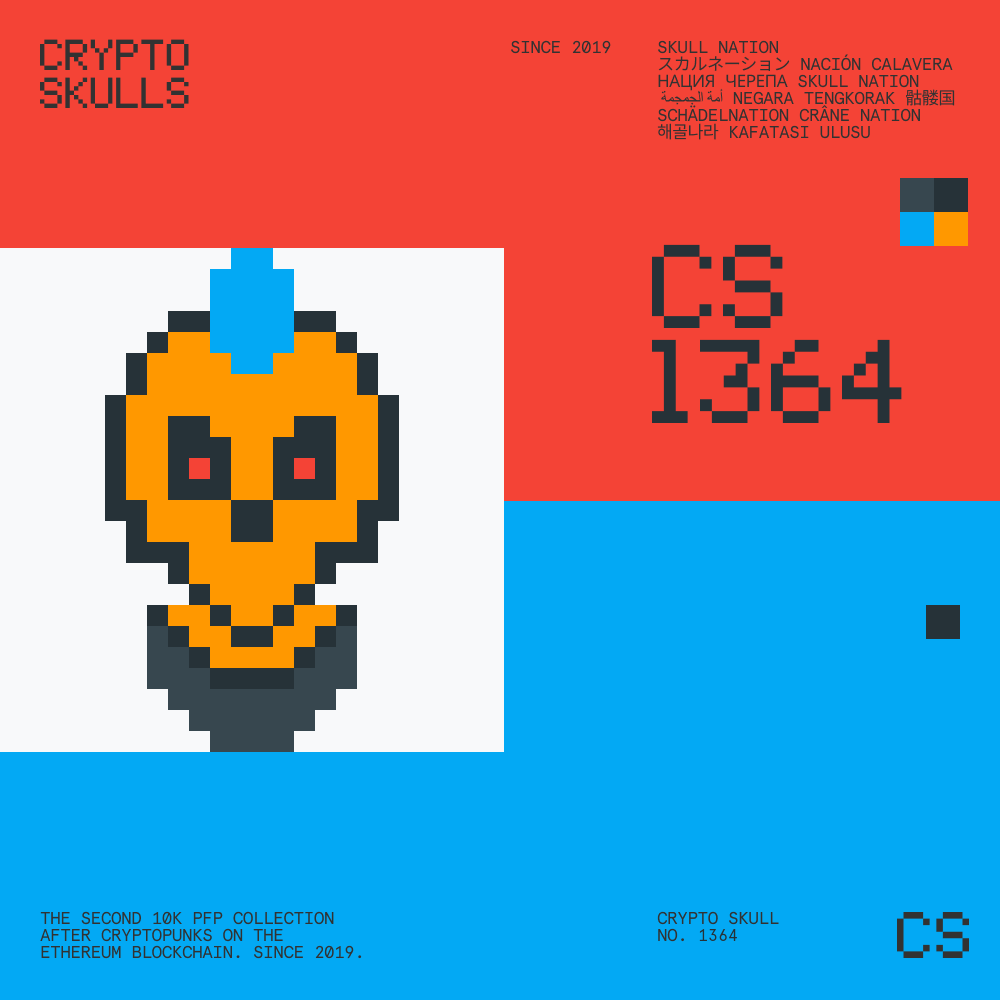 CRYPTO
SKULLS
SINCE 2019
SKULL NATION
スカルネーション NACIÓN CALAVERA
НАЦИЯ ЧЕРЕПА SKULL NATION
أمة الجمجمة NEGARA TENGKORAK 骷髅国
SCHÄDELNATION CRÂNE NATION
해골나라 KAFATASI ULUSU
CS
1364
THE SECOND 10K PFP COLLECTION
AFTER CRYPTOPUNKS ON THE
ETHEREUM BLOCKCHAIN. SINCE 2019.
CRYPTO SKULL
NO. 1364
CS